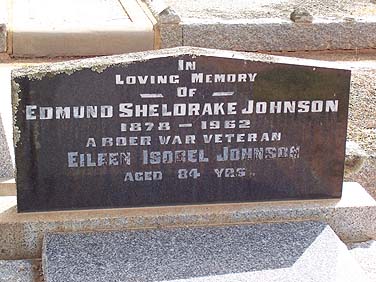 In
Loving Memory
Of
Edmund Sheldrake Johnson
1878 – 1962
A Boer War Veteran
Eileen Isobel Johnson
Aged 84 Yrs